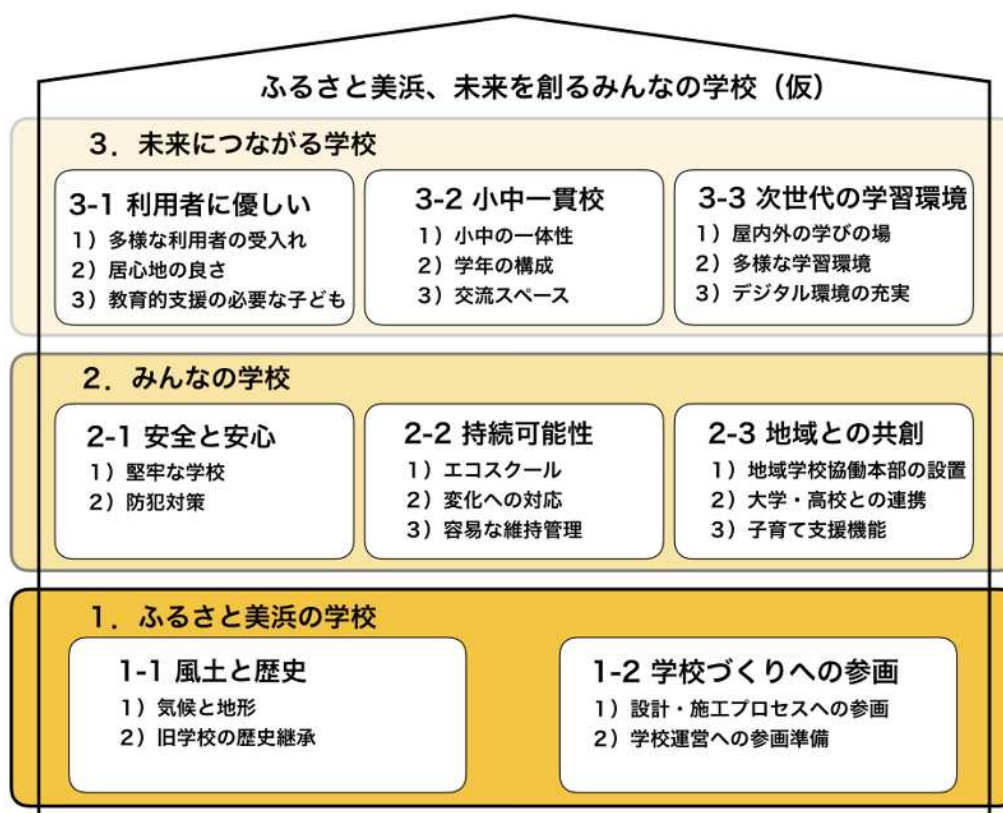 ふるさと美浜、未来を創るみんなの学校（仮）
3．未来につながる学校
3-1 利用者に優しい
1）多様な利用者の受入れ
2）居心地の良さ
3）教育的支援の必要な子ども
3-2 小中一貫校
1）小中の一体性
2）学年の構成
3）交流スペース
3-3 次世代の学習環境
1）屋内外の学びの場
2）多様な学習環境
3）デジタル環境の充実
2．みんなの学校
2-1 安全と安心
1）堅牢な学校
2）防犯対策
2-2 持続可能性
1）エコスクール
2）変化への対応
3）容易な維持管理
2-3 地域との共創
1）地域学校協働本部の設置
2）大学・高校との連携
3）子育て支援機能
1．ふるさと美浜の学校
1-1 風土と歴史
1）気候と地形
2）旧学校の歴史継承
1-2 学校づくりへの参画
1）設計・施工プロセスへの参画
2）学校運営への参画準備